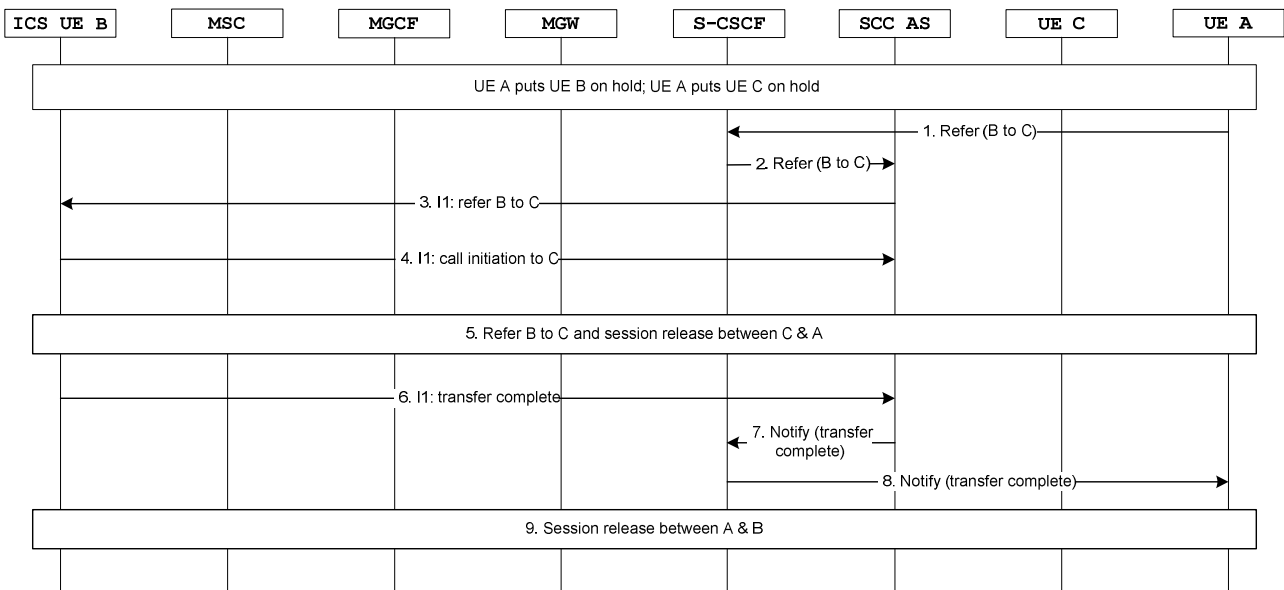 ICS UE B
MSC
MGCF
MGW
S-CSCF
SCC AS
UE C
UE A
UE A puts UE B on hold; UE A puts UE C on hold
1. Refer (B to C)
2. Refer (B to C)
3. I1: refer B to C
4. I1: call initiation to C
5. Refer B to C and session release between C & A
6. I1: transfer complete
7. Notify (transfer
complete)
8. Notify (transfer complete)
9. Session release between A & B